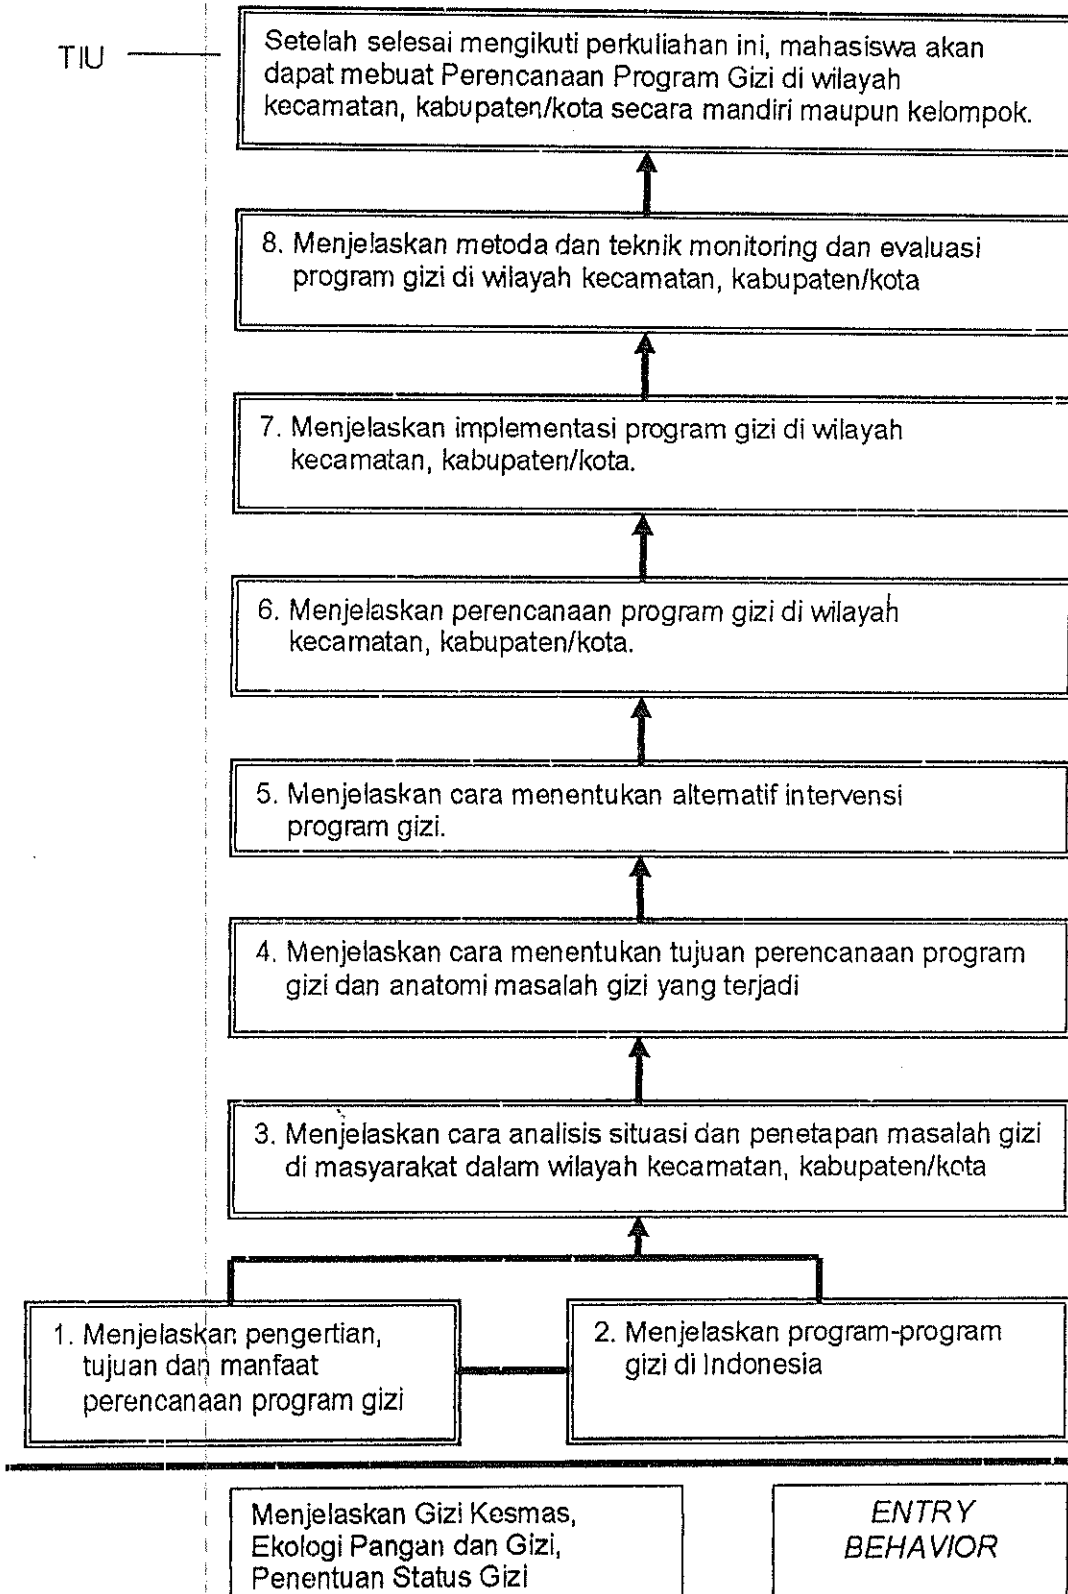 TIU
Setelah selesai mengikuti perkuliahan ini, mahasiswa akan
dapat mebuat Perencanaan Program Gizi di wilayah
kecamatan, kabupaten/kota secara mandiri maupun kelompok.
8. Menjelaskan metoda dan teknik monitoring dan evaluasi
program gizi di wilayah kecamatan, kabupaten/kota
7. Menjelaskan implementasi program gizi di wilayah
kecamatan, kabupaten/kota.
6. Menjelaskan perencanaan program gizi di wilayah
kecamatan, kabupaten/kota.
5. Menjelaskan cara menentukan alternatif intervensi
program gizi.
4. Menjelaskan cara menentukan tujuan perencanaan program
gizi dan anatomi masalah gizi yang terjadi
3. Menjelaskan cara analisis situasi dan penetapan masalah gizi
di masyarakat dalam wilayah kecamatan, kabupaten/kota
1. Menjelaskan pengertian,
tujuan dan manfaat
perencanaan program gizi
2. Menjelaskan program-program
gizi di Indonesia
Menjelaskan Gizi Kesmas,
Ekologi Pangan dan Gizi,
Penentuan Status Gizi
ENTRY
BEHAVIOR